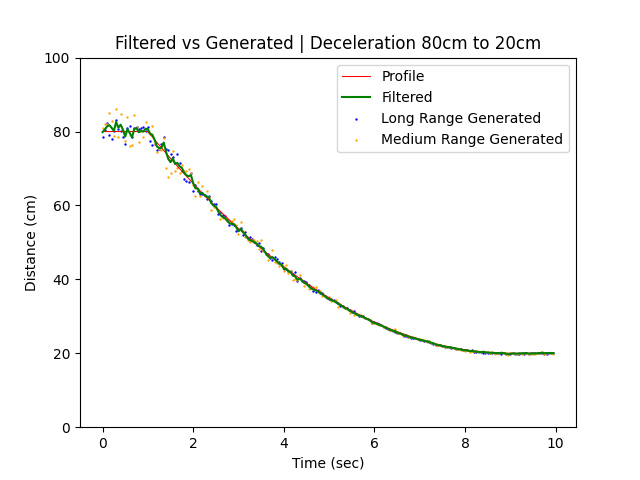 Filtered vs Generated | Deceleration 80cm to 20cm
Profile
Filtered
Long Range Generated
Medium Range Generated
Distance (cm)
100
80
60
40
20
0
0 2 4 6 8 10
Time (sec)